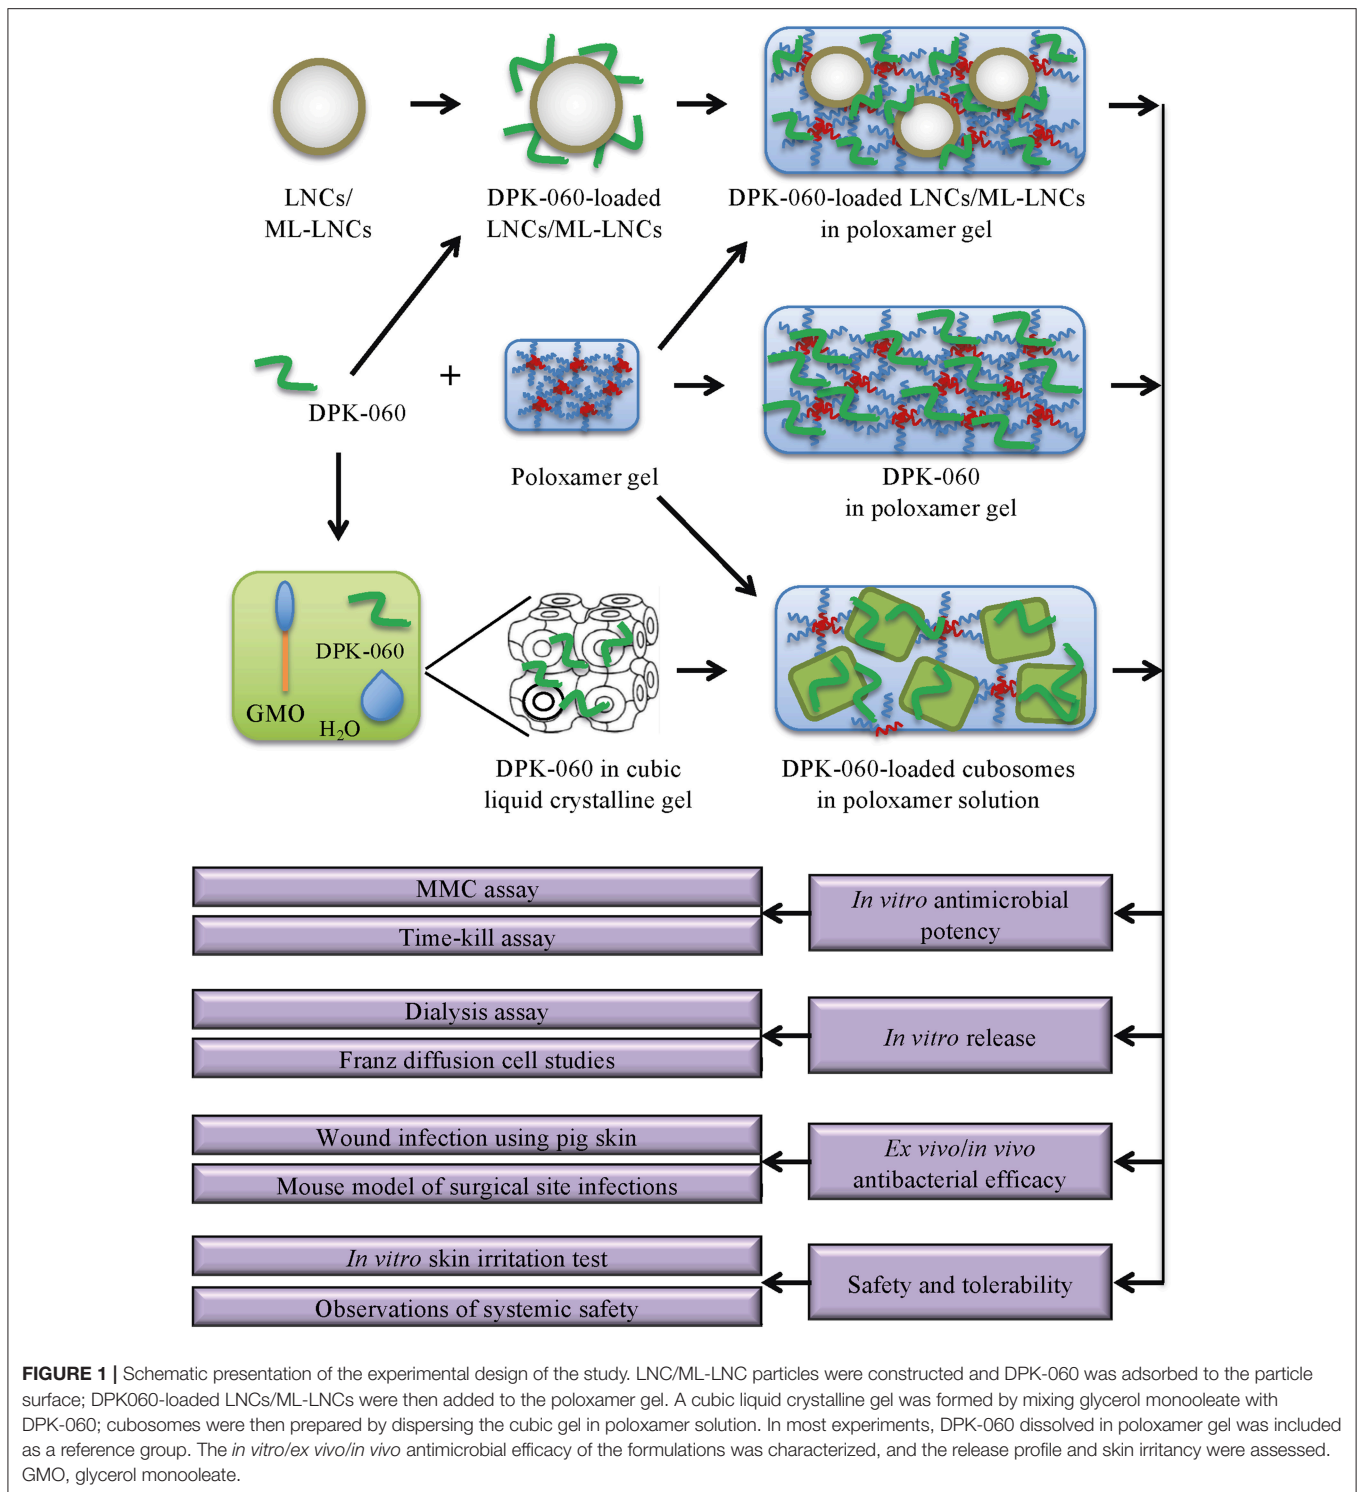 LNCs/
ML-LNCs
DPK-060-loaded
LNCs/ML-LNCs
DPK-060-loaded LNCs/ML-LNCs
in poloxamer gel
DPK-060
+
Poloxamer gel
DPK-060
in poloxamer gel
DPK-060
GMO
H₂O
DPK-060 in cubic
liquid crystalline gel
DPK-060-loaded cubosomes
in poloxamer solution
MMC assay
Time-kill assay
In vitro antimicrobial
potency
Dialysis assay
Franz diffusion cell studies
In vitro release
Wound infection using pig skin
Mouse model of surgical site infections
Ex vivo/in vivo
antibacterial efficacy
In vitro skin irritation test
Observations of systemic safety
Safety and tolerability
FIGURE 1 | Schematic presentation of the experimental design of the study. LNC/ML-LNC particles were constructed and DPK-060 was adsorbed to the particle
surface; DPK060-loaded LNCs/ML-LNCs were then added to the poloxamer gel. A cubic liquid crystalline gel was formed by mixing glycerol monooleate with
DPK-060; cubosomes were then prepared by dispersing the cubic gel in poloxamer solution. In most experiments, DPK-060 dissolved in poloxamer gel was included
as a reference group. The in vitro/ex vivo/in vivo antimicrobial efficacy of the formulations was characterized, and the release profile and skin irritancy were assessed.
GMO, glycerol monooleate.